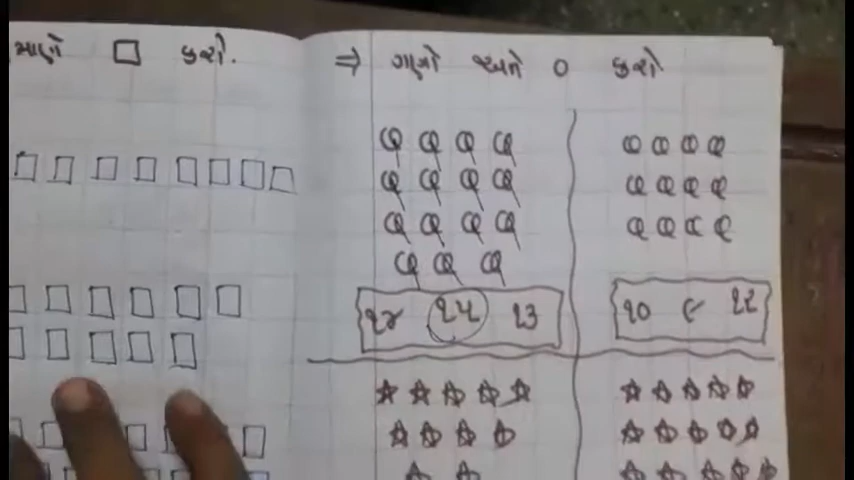 □ કરો.
⇒ ગણો અને ૦ કરો.
૧૪ ૧૫ ૧૩
૧૦ ૯ ૧૨